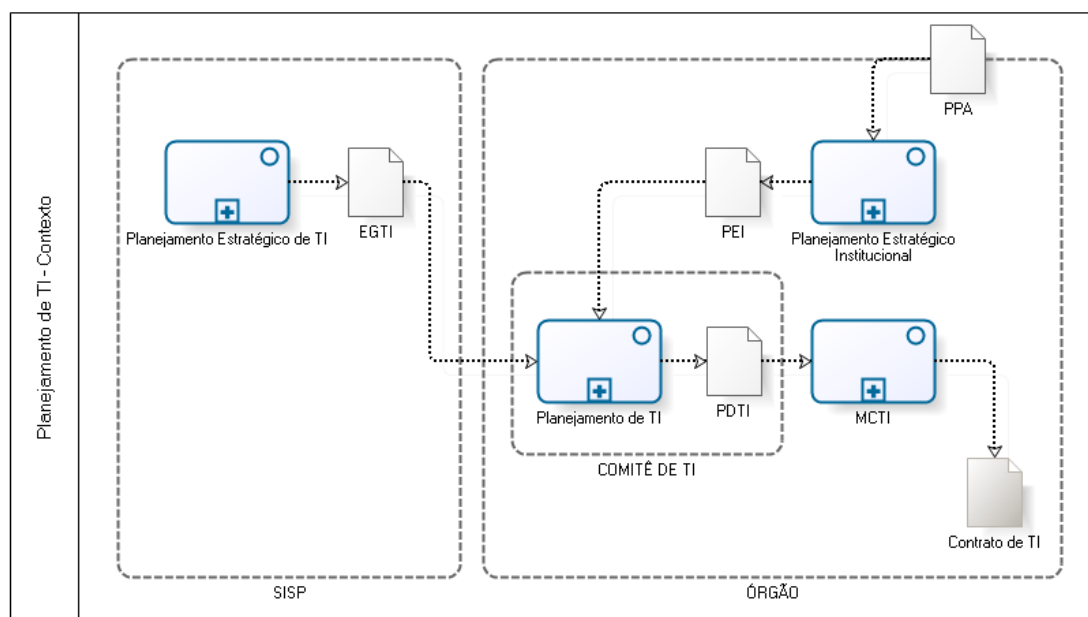 Planejamento de TI - Contexto
PPA
Planejamento Estratégico de TI
EGTI
PEI
Planejamento Estratégico
Institucional
Planejamento de TI
PDTI
MCTI
COMITÊ DE TI
Contrato de TI
SISP
ÓRGÃO